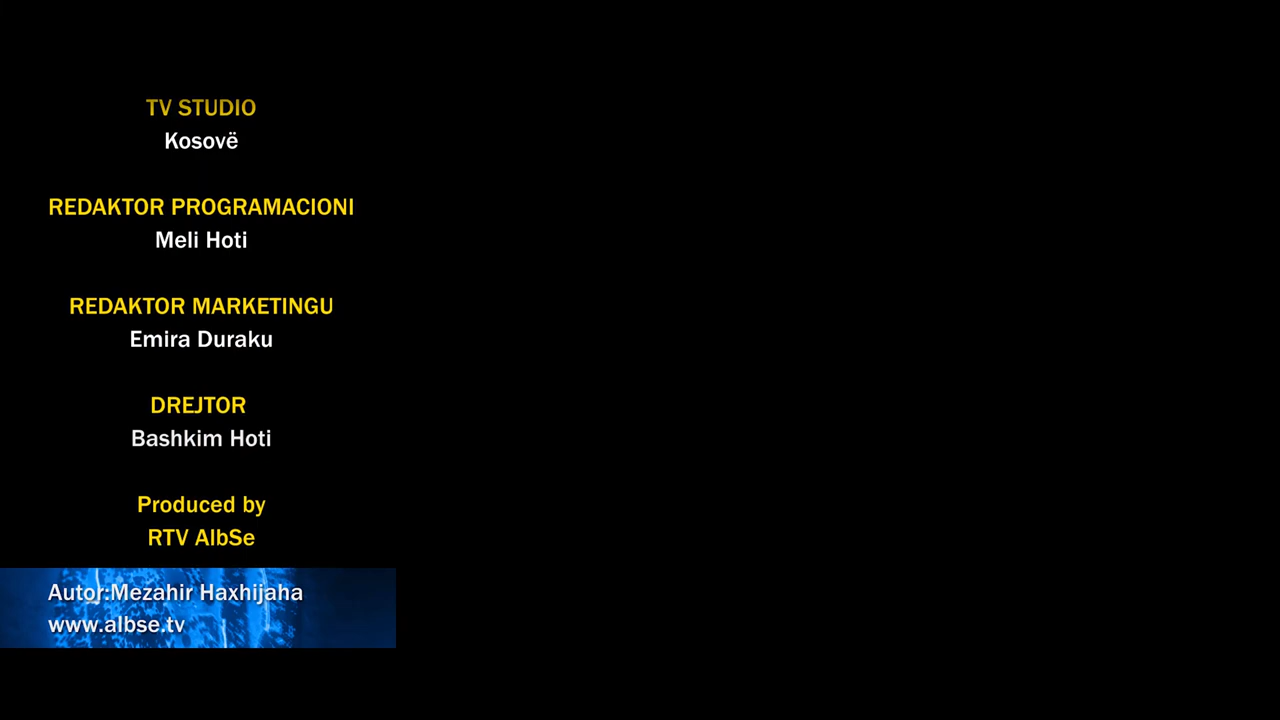 TV STUDIO
Kosovë
REDAKTOR PROGRAMACIONI
Meli Hoti
REDAKTOR MARKETINGU
Emira Duraku
DREJTOR
Bashkim Hoti
Produced by
RTV AlbSe
Autor:Mezahir Haxhijaha
www.albse.tv